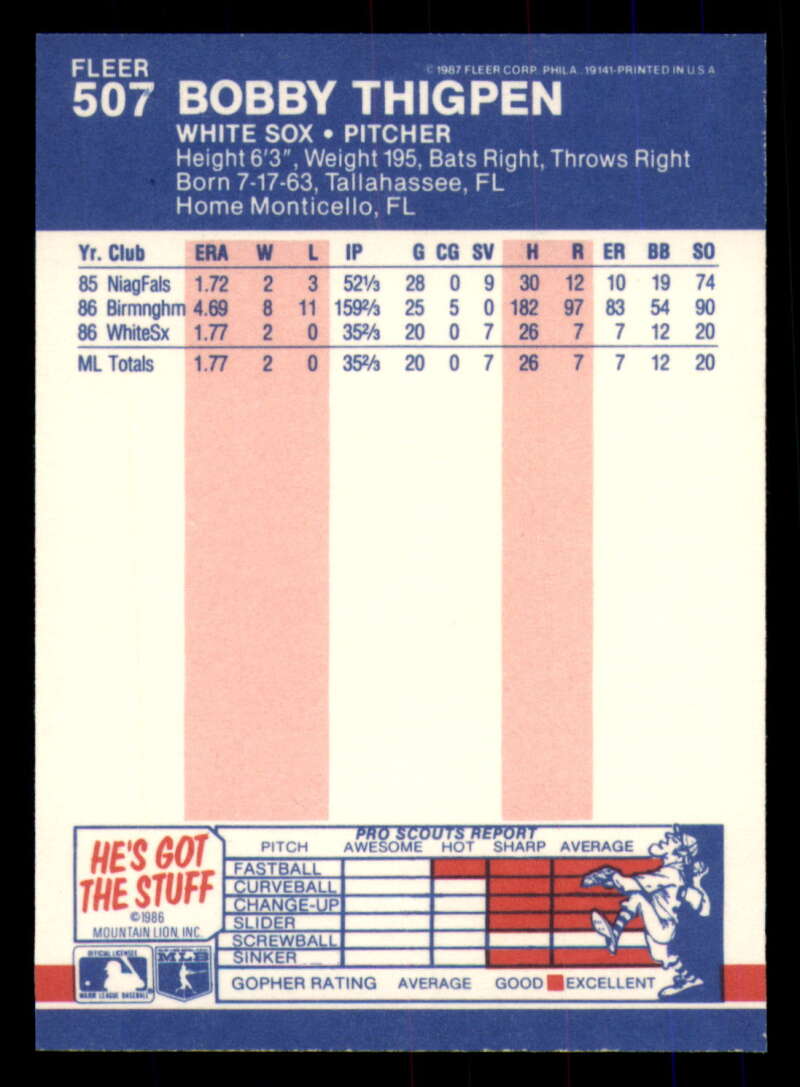 FLEER
507 BOBBY THIGPEN
© 1987 FLEER CORP. PHILA. 19141-PRINTED IN U S A
WHITE SOX • PITCHER
Height 6'3", Weight 195, Bats Right, Throws Right
Born 7-17-63, Tallahassee, FL
Home Monticello, FL
Yr. Club ERA W L IP G CG SV H R ER BB SO
85 NiagFals 1.72 2 3 52⅓ 28 0 9 30 12 10 19 74
86 Birmnghm 4.69 8 11 159⅔ 25 5 0 182 97 83 54 90
86 WhiteSx 1.77 2 0 35⅔ 20 0 7 26 7 7 12 20
ML Totals 1.77 2 0 35⅔ 20 0 7 26 7 7 12 20
HE'S GOT
THE STUFF
©1986
MOUNTAIN LION, INC.
OFFICIAL LICENSEE
MAJOR LEAGUE BASEBALL
MLB
PRO SCOUTS REPORT
PITCH AWESOME HOT SHARP AVERAGE
FASTBALL
CURVEBALL
CHANGE-UP
SLIDER
SCREWBALL
SINKER
GOPHER RATING AVERAGE GOOD EXCELLENT